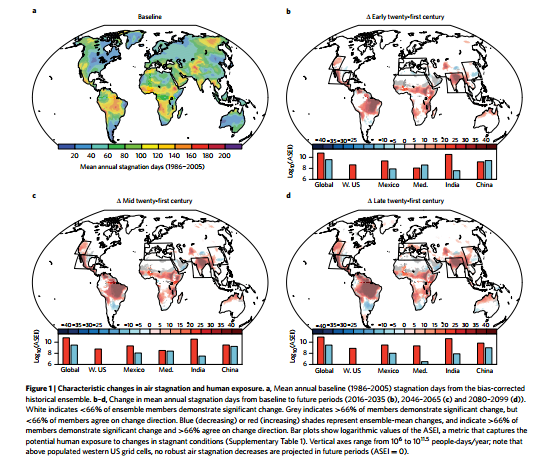 a
Baseline
20 40 60 80 100 120 140 160 180 200
Mean annual stagnation days (1986–2005)
b
Δ Early twenty-first century
−40 −35 −30 −25 −10 −5 0 5 10 15 20 25 30 35 40
Log10(ASEI)
10
8
6
Global W. US Mexico Med. India China
c
Δ Mid twenty-first century
−40 −35 −30 −25 −10 −5 0 5 10 15 20 25 30 35 40
Log10(ASEI)
10
8
6
Global W. US Mexico Med. India China
d
Δ Late twenty-first century
−40 −35 −30 −25 −10 −5 0 5 10 15 20 25 30 35 40
Log10(ASEI)
10
8
6
Global W. US Mexico Med. India China
Figure 1 | Characteristic changes in air stagnation and human exposure. a, Mean annual baseline (1986–2005) stagnation days from the bias-corrected
historical ensemble. b–d, Change in mean annual stagnation days from baseline to future periods (2016–2035 (b), 2046–2065 (c) and 2080–2099 (d)).
White indicates <66% of ensemble members demonstrate significant change. Grey indicates >66% of members demonstrate significant change, but
<66% of members agree on change direction. Blue (decreasing) or red (increasing) shades represent ensemble-mean changes, and indicate >66% of
members demonstrate significant change and >66% agree on change direction. Bar plots show logarithmic values of the ASEI, a metric that captures the
potential human exposure to changes in stagnant conditions (Supplementary Table 1). Vertical axes range from 10^6 to 10^11.5 people-days/year; note that
above populated western US grid cells, no robust air stagnation decreases are projected in future periods (ASEI = 0).